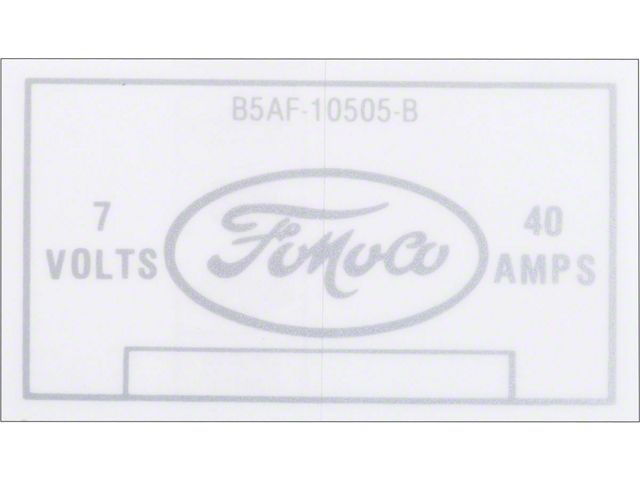 B5AF-10505-B
7
VOLTS
FoMoCo
40
AMPS